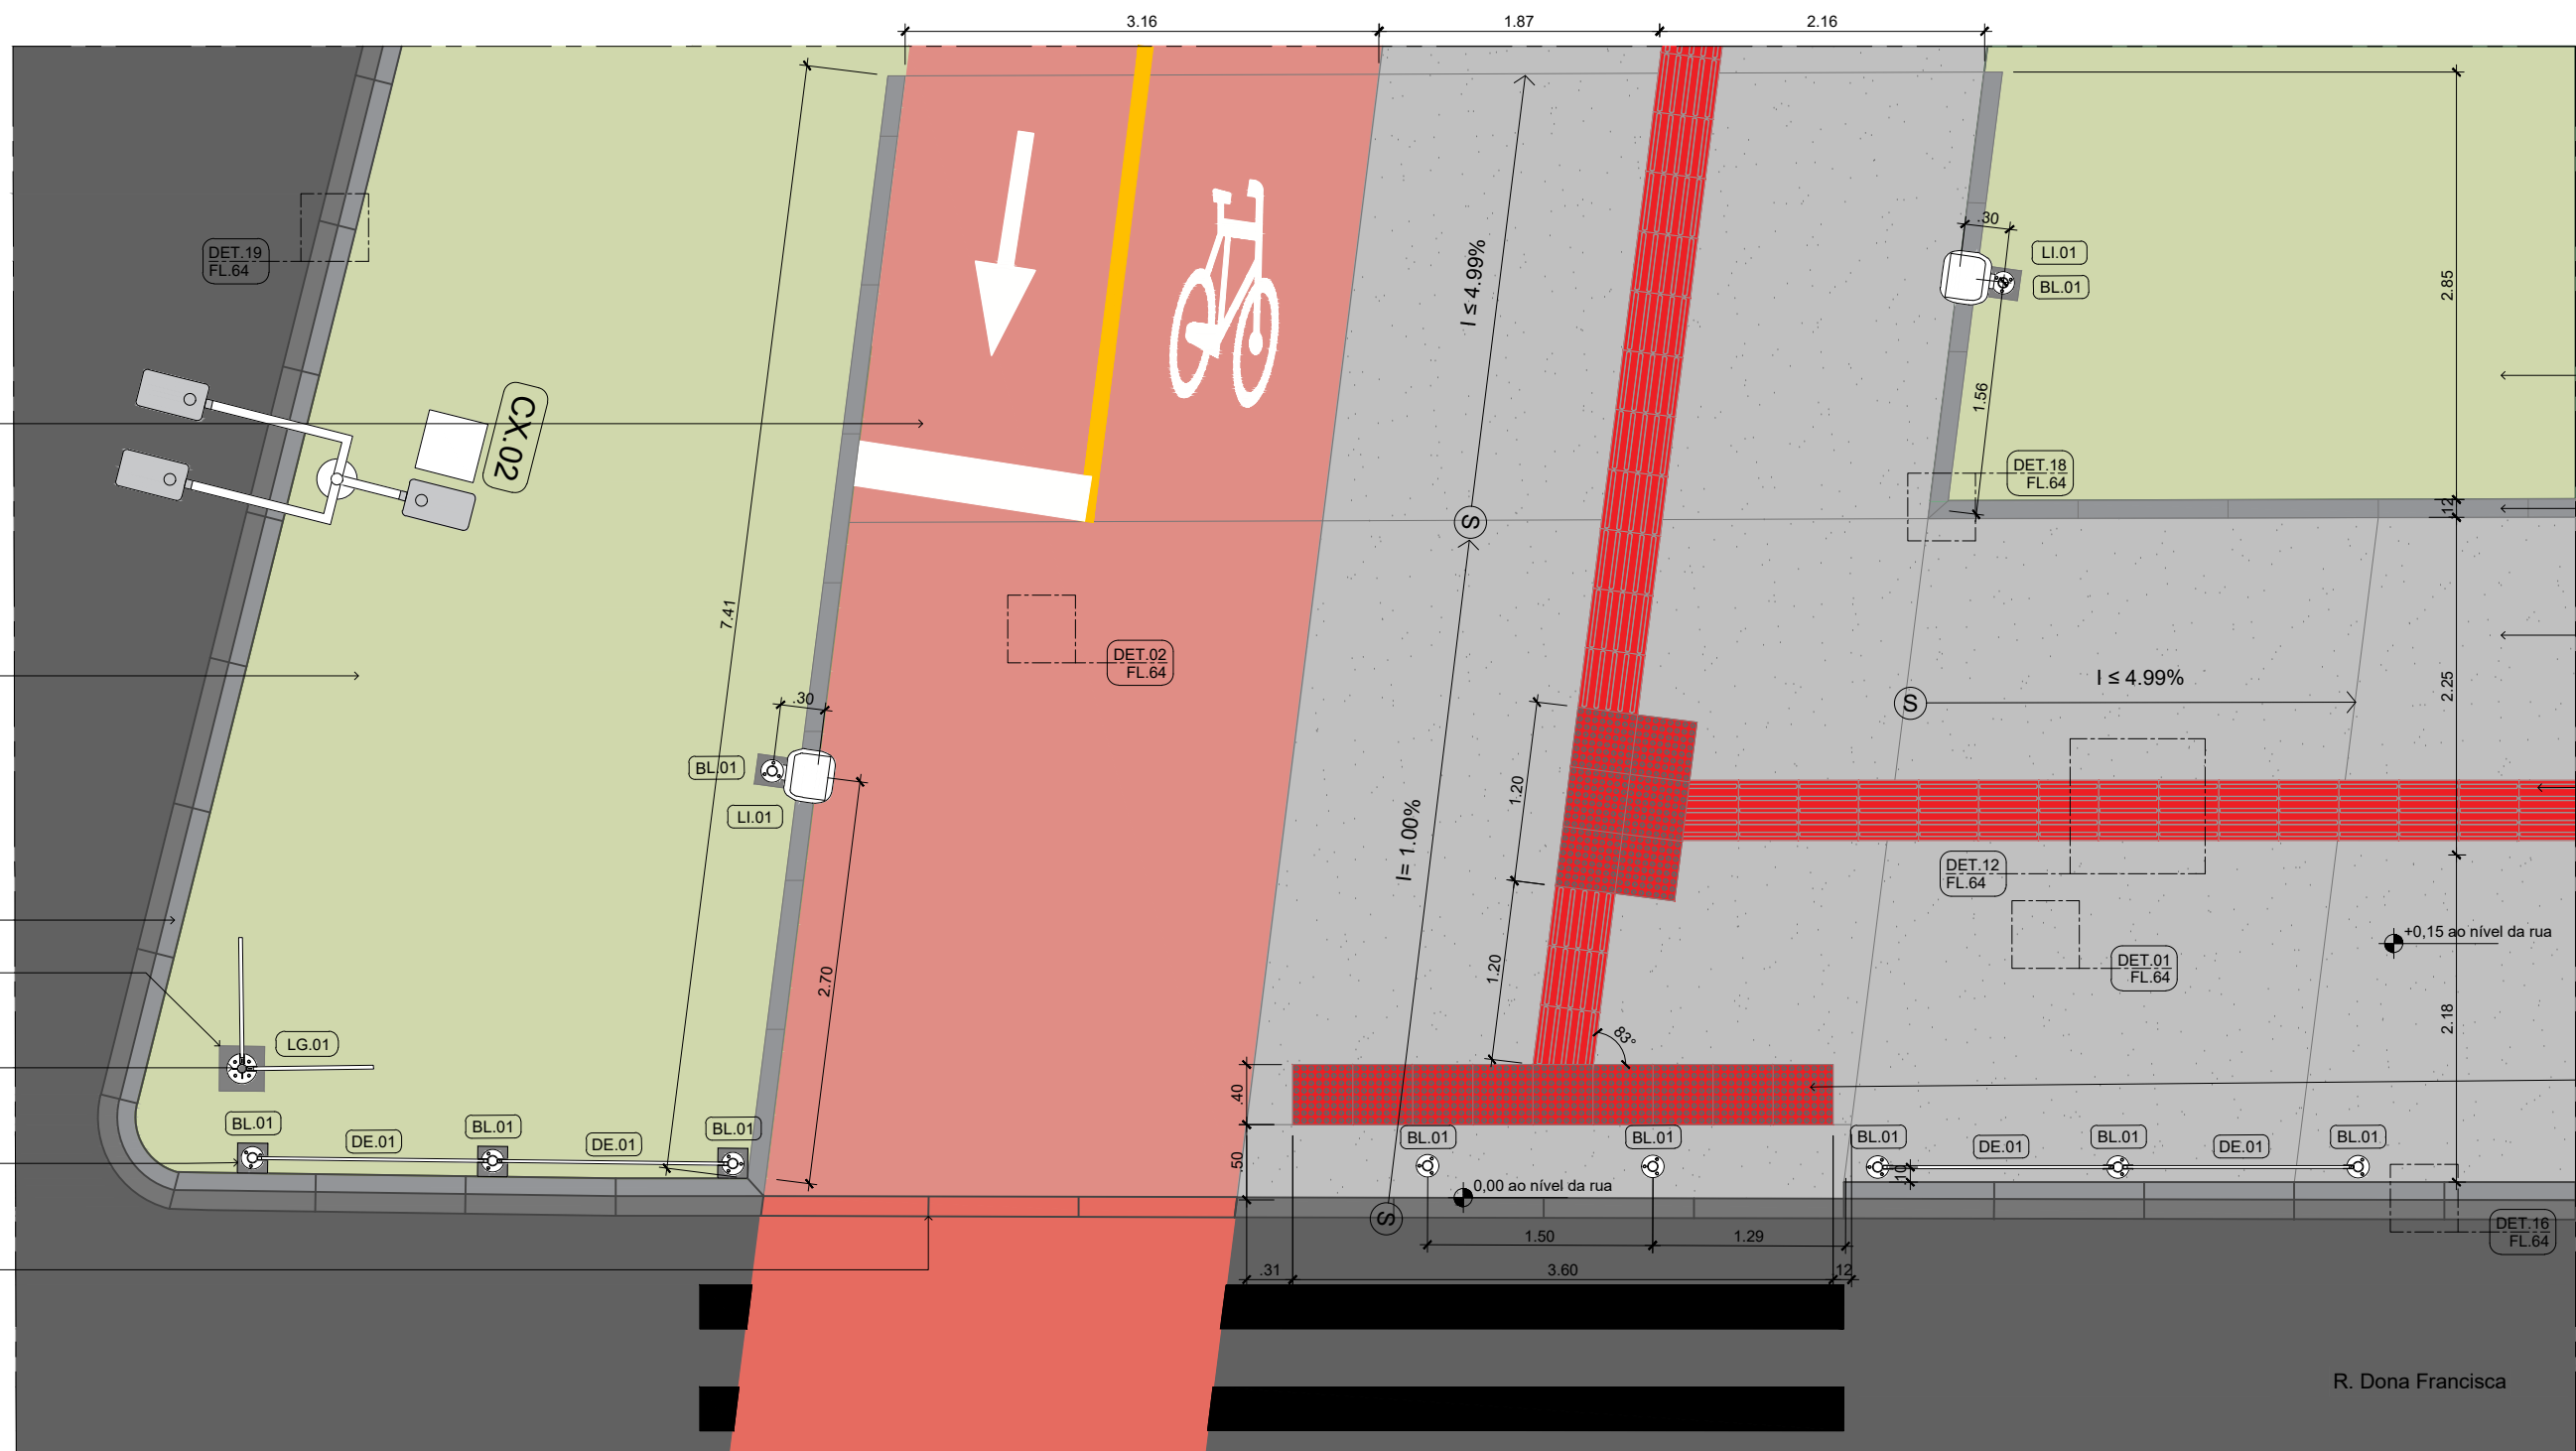 3.16
1.87
2.16
.30
LI.01
BL.01
DET.19
FL.64
I ≤ 4.99%
2.85
1.56
CX.02
DET.18
FL.64
.12
S
7.41
DET.02
FL.64
I ≤ 4.99%
S
2.25
.30
BL.01
LI.01
1.20
I= 1.00%
DET.12
FL.64
+0,15 ao nível da rua
DET.01
FL.64
2.70
1.20
2.18
83°
LG.01
.40
BL.01
DE.01
BL.01
DE.01
BL.01
BL.01
BL.01
BL.01
DE.01
BL.01
DE.01
BL.01
.50
.10
0,00 ao nível da rua
S
DET.16
FL.64
1.50
1.29
.31
3.60
.12
R. Dona Francisca